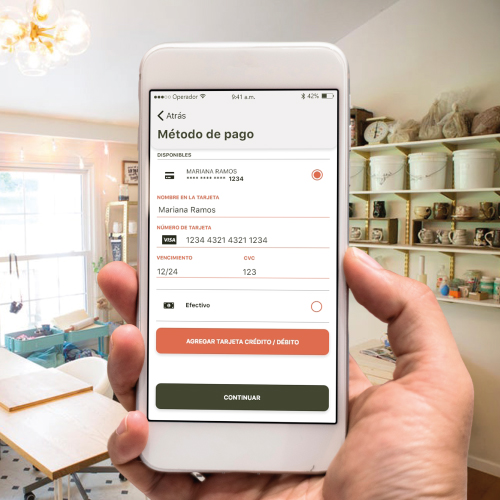 Operador 9:41 a.m. 42%
Atrás
Método de pago
DISPONIBLES
MARIANA RAMOS
**** **** **** 1234
NOMBRE EN LA TARJETA
Mariana Ramos
NÚMERO DE TARJETA
VISA 1234 4321 4321 1234
VENCIMIENTO CVC
12/24 123
Efectivo
AGREGAR TARJETA CRÉDITO / DÉBITO
CONTINUAR